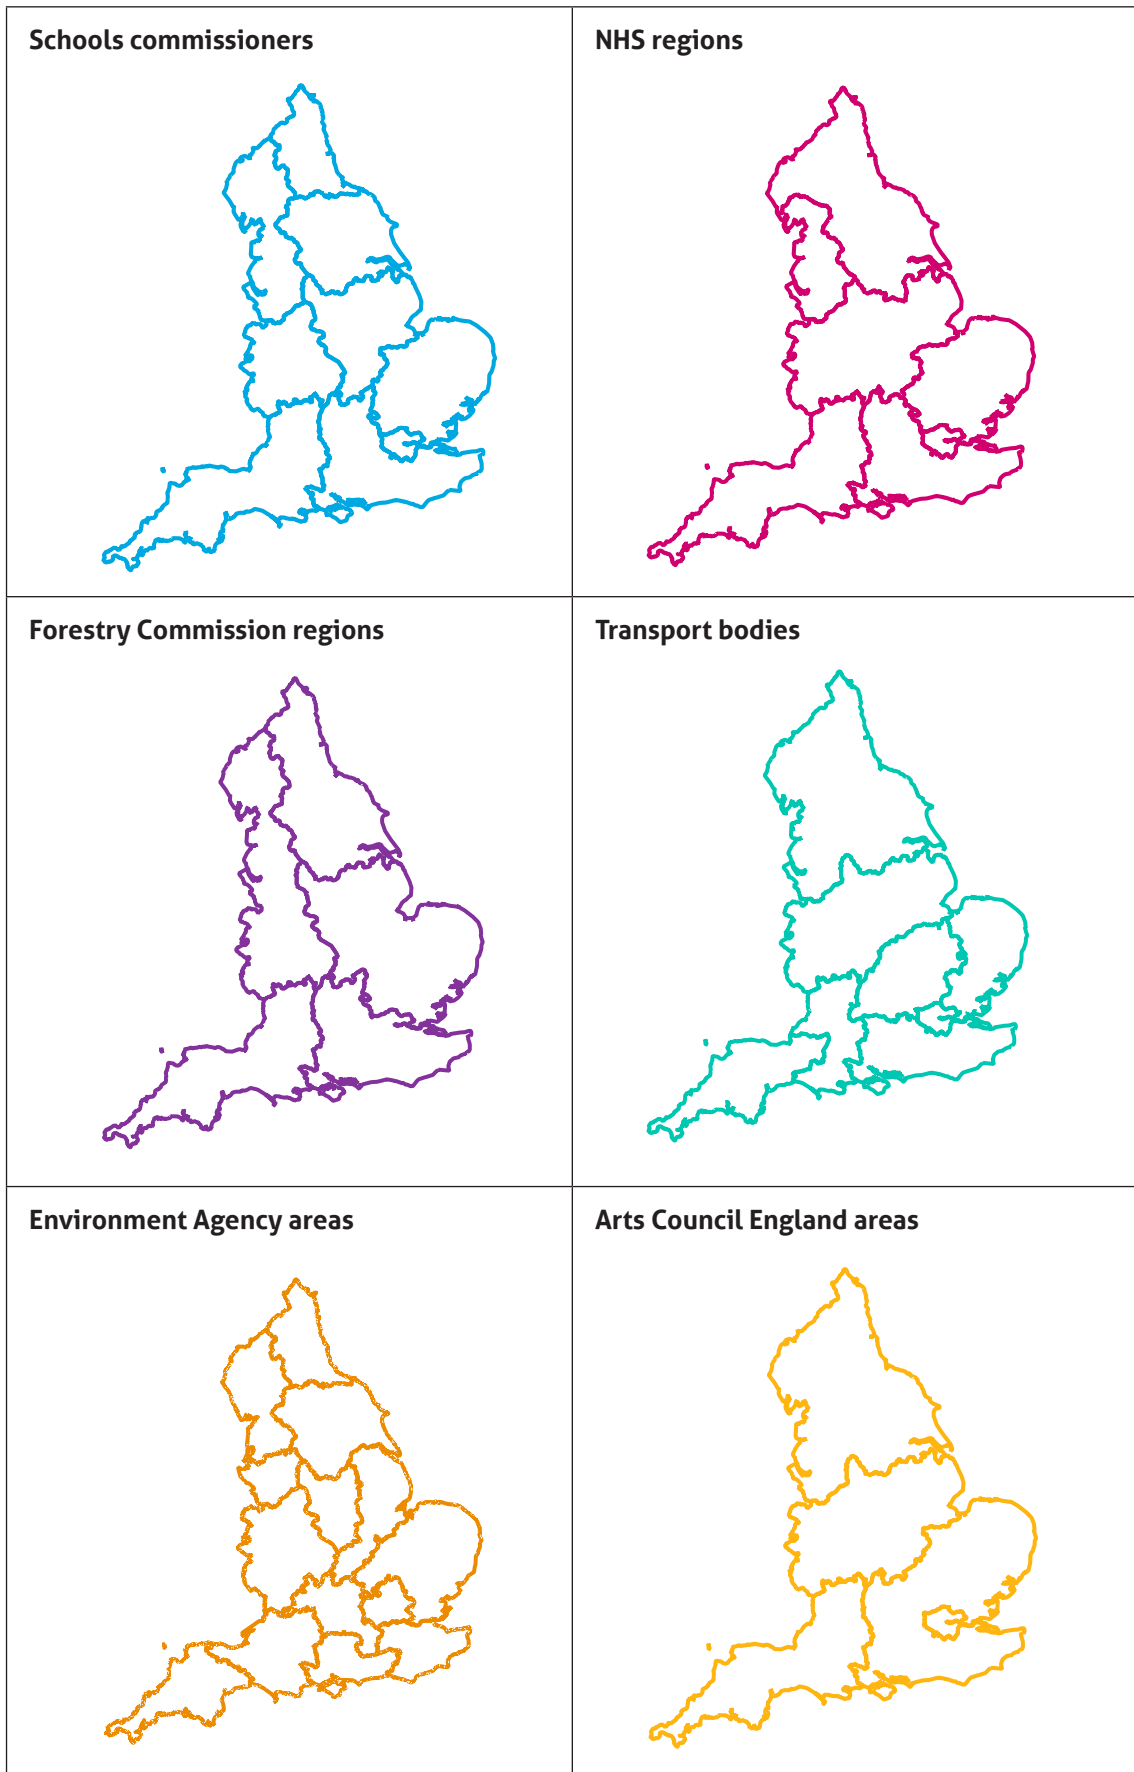 Schools commissioners
NHS regions
Forestry Commission regions
Transport bodies
Environment Agency areas
Arts Council England areas